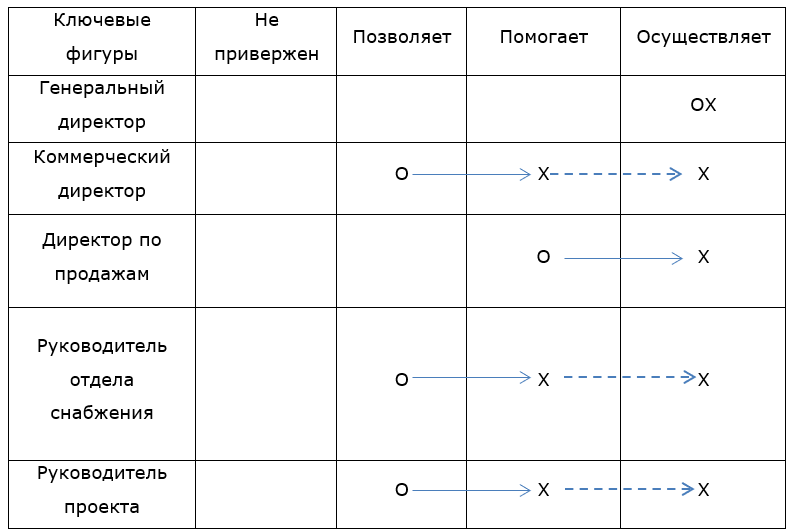 Ключевые
фигуры
Не
привержен
Позволяет
Помогает
Осуществляет
Генеральный
директор
ОХ
Коммерческий
директор
О
Х
Х
Директор по
продажам
О
Х
Руководитель
отдела
снабжения
О
Х
Х
Руководитель
проекта
О
Х
Х